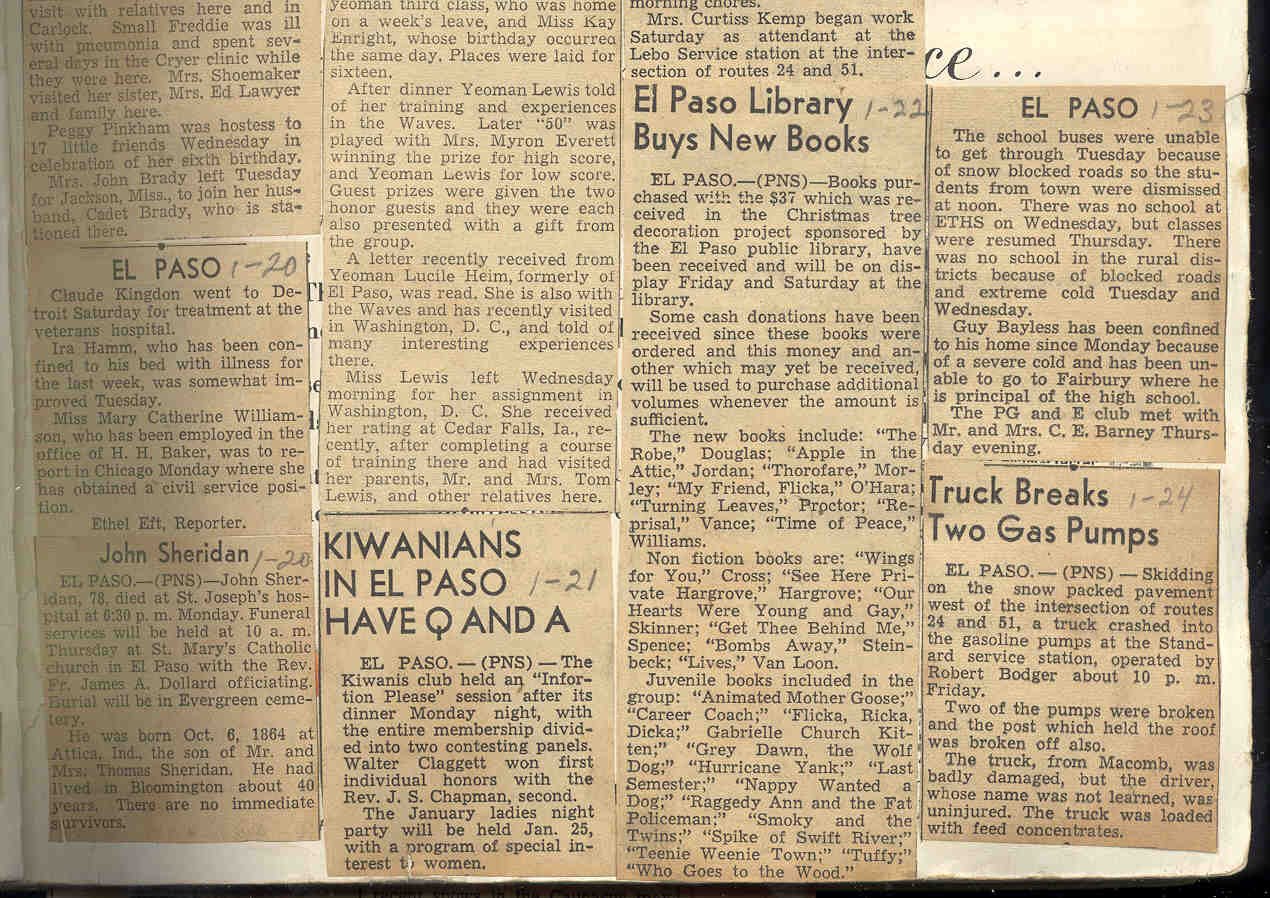 visit with relatives here and in
Carlock. Small Freddie was ill
with pneumonia and spent sev-
eral days in the Cryer clinic while
they were here. Mrs. Shoemaker
visited her sister, Mrs. Ed Lawyer
and family here.
Peggy Pinkham was hostess to
17 little friends Wednesday in
celebration of her sixth birthday.
Mrs. John Brady left Tuesday
for Jackson, Miss., to join her hus-
band, Cadet Brady, who is sta-
tioned there.
EL PASO 1-20
Claude Kingdon went to De-
troit Saturday for treatment at the
veterans hospital.
Ira Hamm, who has been con-
fined to his bed with illness for
the last week, was somewhat im-
proved Tuesday.
Miss Mary Catherine William-
son, who has been employed in the
office of H. H. Baker, was to re-
port in Chicago Monday where she
has obtained a civil service posi-
tion.
Ethel Eft, Reporter.
John Sheridan 1-20
EL PASO.—(PNS)—John Sher-
idan, 78, died at St. Joseph's hos-
pital at 6:30 p. m. Monday. Funeral
services will be held at 10 a. m.
Thursday at St. Mary's Catholic
church in El Paso with the Rev.
Fr. James A. Dollard officiating.
Burial will be in Evergreen ceme-
tery.
He was born Oct. 6, 1864 at
Attica, Ind., the son of Mr. and
Mrs. Thomas Sheridan. He had
lived in Bloomington about 40
years. There are no immediate
survivors.
yeoman third class, who was home
on a week's leave, and Miss Kay
Enright, whose birthday occurred
the same day. Places were laid for
sixteen.
After dinner Yeoman Lewis told
of her training and experiences
in the Waves. Later "50" was
played with Mrs. Myron Everett
winning the prize for high score,
and Yeoman Lewis for low score.
Guest prizes were given the two
honor guests and they were each
also presented with a gift from
the group.
A letter recently received from
Yeoman Lucile Heim, formerly of
El Paso, was read. She is also with
the Waves and has recently visited
in Washington, D. C., and told of
many interesting experiences
there.
Miss Lewis left Wednesday
morning for her assignment in
Washington, D. C. She received
her rating at Cedar Falls, Ia., re-
cently, after completing a course
of training there and had visited
her parents, Mr. and Mrs. Tom
Lewis, and other relatives here.
KIWANIANS
IN EL PASO 1-21
HAVE Q AND A
EL PASO.—(PNS)—The
Kiwanis club held an "Infor-
tion Please" session after its
dinner Monday night, with
the entire membership divid-
ed into two contesting panels.
Walter Claggett won first
individual honors with the
Rev. J. S. Chapman, second.
The January ladies night
party will be held Jan. 25,
with a program of special in-
terest to women.
morning chores.
Mrs. Curtiss Kemp began work
Saturday as attendant at the
Lebo Service station at the inter-
section of routes 24 and 51.
El Paso Library 1-22
Buys New Books
EL PASO.—(PNS)—Books pur-
chased with the $37 which was re-
ceived in the Christmas tree
decoration project sponsored by
the El Paso public library, have
been received and will be on dis-
play Friday and Saturday at the
library.
Some cash donations have been
received since these books were
ordered and this money and an-
other which may yet be received,
will be used to purchase additional
volumes whenever the amount is
sufficient.
The new books include: "The
Robe," Douglas; "Apple in the
Attic," Jordan; "Thorofare," Mor-
ley; "My Friend, Flicka," O'Hara;
"Turning Leaves," Proctor; "Re-
prisal," Vance; "Time of Peace,"
Williams.
Non fiction books are: "Wings
for You," Cross; "See Here Pri-
vate Hargrove," Hargrove; "Our
Hearts Were Young and Gay,"
Skinner; "Get Thee Behind Me,"
Spence; "Bombs Away," Stein-
beck; "Lives," Van Loon.
Juvenile books included in the
group: "Animated Mother Goose;"
"Career Coach;" "Flicka, Ricka,
Dicka;" Gabrielle Church Kit-
ten;" "Grey Dawn, the Wolf
Dog;" "Hurricane Yank;" "Last
Semester;" "Nappy Wanted a
Dog;" "Raggedy Ann and the Fat
Policeman;" "Smoky and the
Twins;" "Spike of Swift River;"
"Teenie Weenie Town;" "Tuffy;"
"Who Goes to the Wood."
ce...
EL PASO 1-23
The school buses were unable
to get through Tuesday because
of snow blocked roads so the stu-
dents from town were dismissed
at noon. There was no school at
ETHS on Wednesday, but classes
were resumed Thursday. There
was no school in the rural dis-
tricts because of blocked roads
and extreme cold Tuesday and
Wednesday.
Guy Bayless has been confined
to his home since Monday because
of a severe cold and has been un-
able to go to Fairbury where he
is principal of the high school.
The PG and E club met with
Mr. and Mrs. C. E. Barney Thurs-
day evening.
Truck Breaks 1-24
Two Gas Pumps
EL PASO.—(PNS)—Skidding
on the snow packed pavement
west of the intersection of routes
24 and 51, a truck crashed into
the gasoline pumps at the Stand-
ard service station, operated by
Robert Bodger about 10 p. m.
Friday.
Two of the pumps were broken
and the post which held the roof
was broken off also.
The truck, from Macomb, was
badly damaged, but the driver,
whose name was not learned, was
uninjured. The truck was loaded
with feed concentrates.